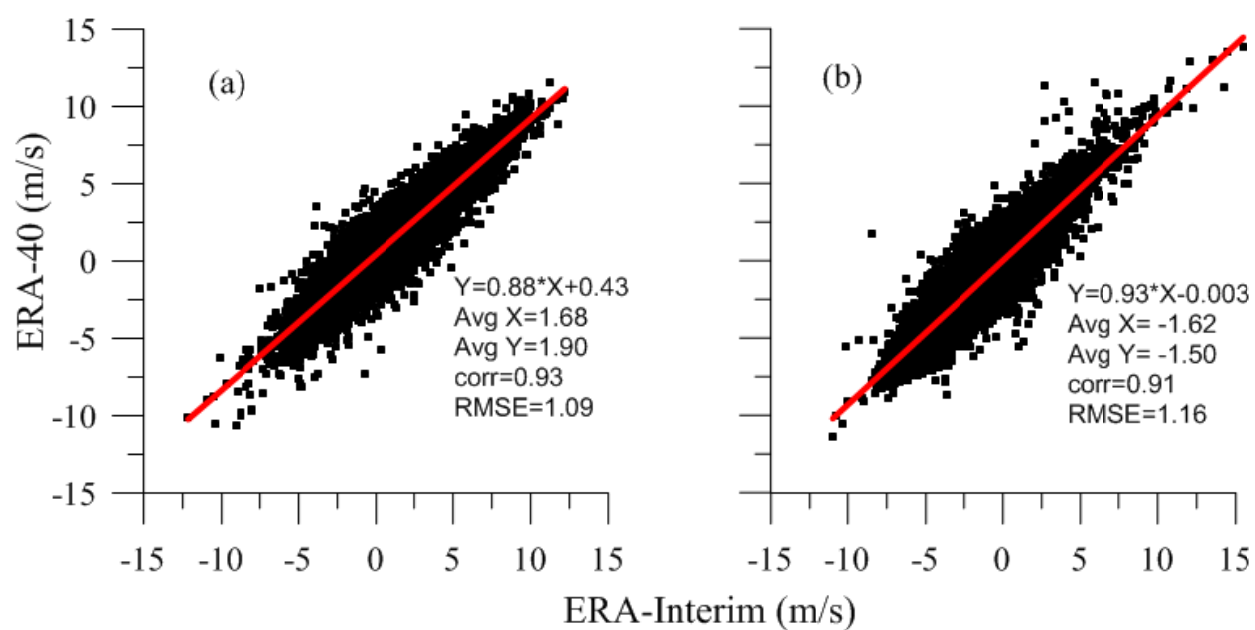 (a)
(b)
ERA-40 (m/s)
15
10
5
0
-5
-10
-15
Y=0.88*X+0.43
Avg X=1.68
Avg Y=1.90
corr=0.93
RMSE=1.09
Y=0.93*X-0.003
Avg X= -1.62
Avg Y= -1.50
corr=0.91
RMSE=1.16
-15 -10 -5 0 5 10 15
-15 -10 -5 0 5 10 15
ERA-Interim (m/s)